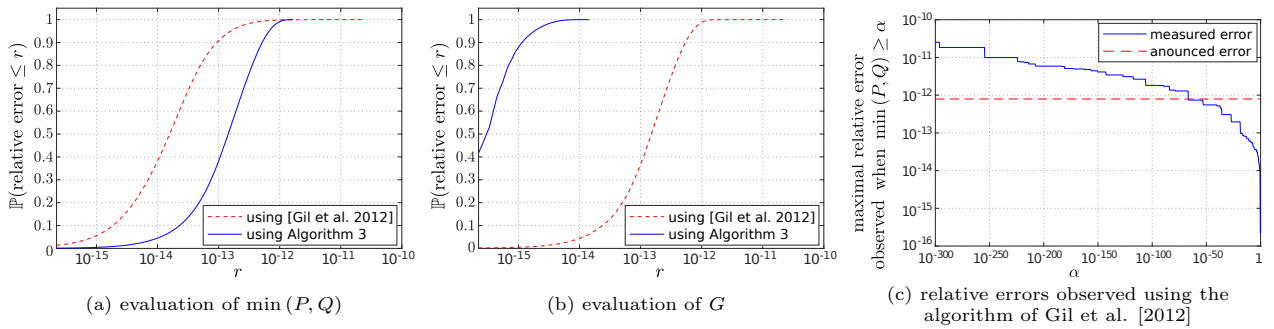 ℙ(relative error ≤ r)
1
0.9
0.8
0.7
0.6
0.5
0.4
0.3
0.2
0.1
0
using [Gil et al. 2012]
using Algorithm 3
10^-15 10^-14 10^-13 10^-12 10^-11 10^-10
r
(a) evaluation of min (P, Q)
ℙ(relative error ≤ r)
1
0.9
0.8
0.7
0.6
0.5
0.4
0.3
0.2
0.1
0
using [Gil et al. 2012]
using Algorithm 3
10^-15 10^-14 10^-13 10^-12 10^-11 10^-10
r
(b) evaluation of G
maximal relative error
observed when min (P, Q) ≥ α
10^-10
10^-11
10^-12
10^-13
10^-14
10^-15
10^-16
measured error
anounced error
10^-300 10^-250 10^-200 10^-150 10^-100 10^-50 1
α
(c) relative errors observed using the
algorithm of Gil et al. [2012]